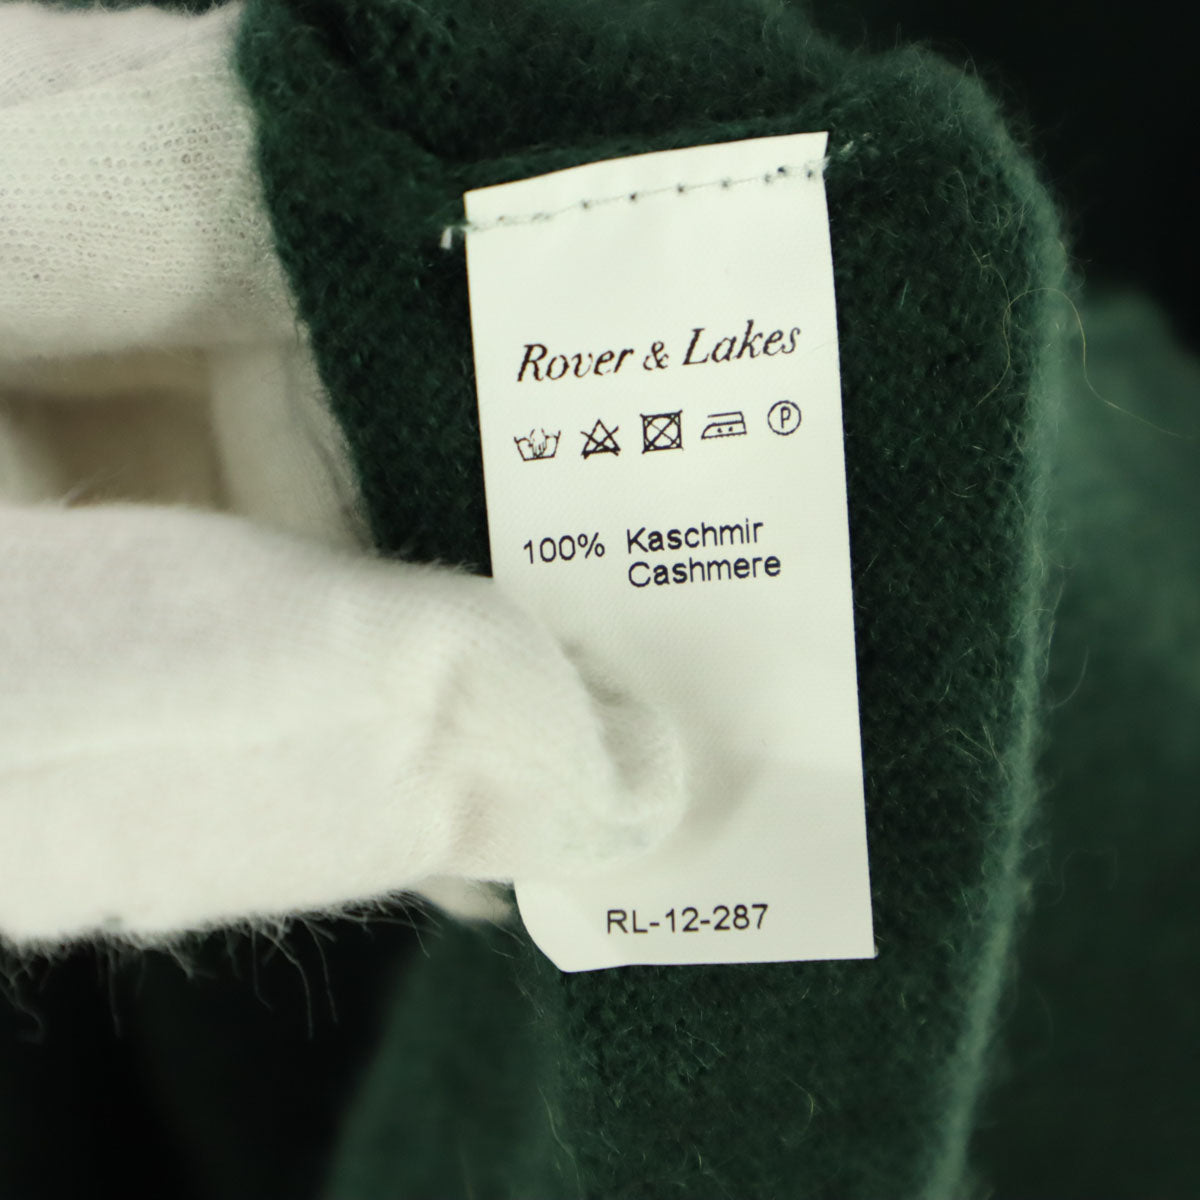 Rover & Lakes
P
100% Kaschmir
Cashmere
RL-12-287